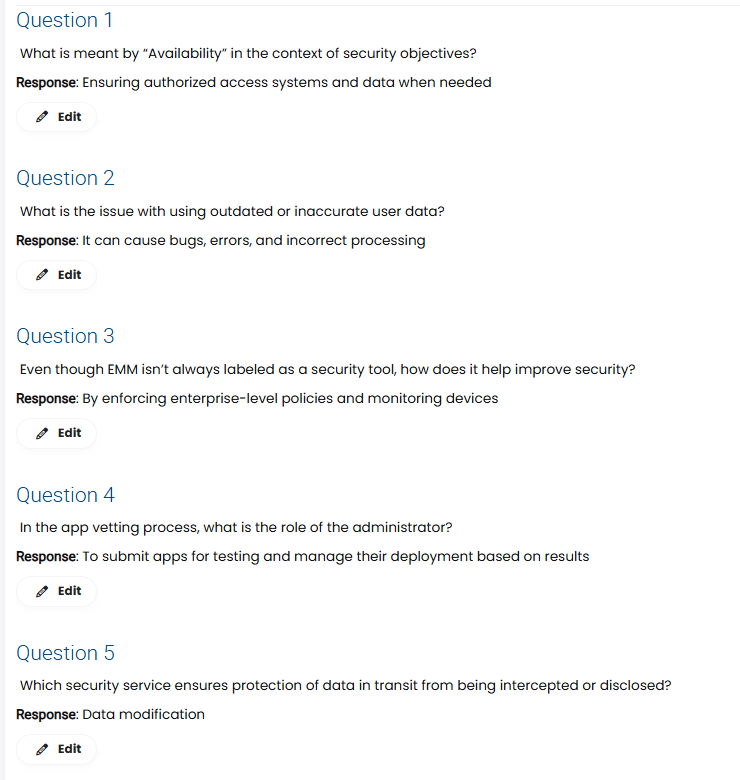 Question 1
What is meant by “Availability” in the context of security objectives?
Response: Ensuring authorized access systems and data when needed
Edit
Question 2
What is the issue with using outdated or inaccurate user data?
Response: It can cause bugs, errors, and incorrect processing
Edit
Question 3
Even though EMM isn’t always labeled as a security tool, how does it help improve security?
Response: By enforcing enterprise-level policies and monitoring devices
Edit
Question 4
In the app vetting process, what is the role of the administrator?
Response: To submit apps for testing and manage their deployment based on results
Edit
Question 5
Which security service ensures protection of data in transit from being intercepted or disclosed?
Response: Data modification
Edit